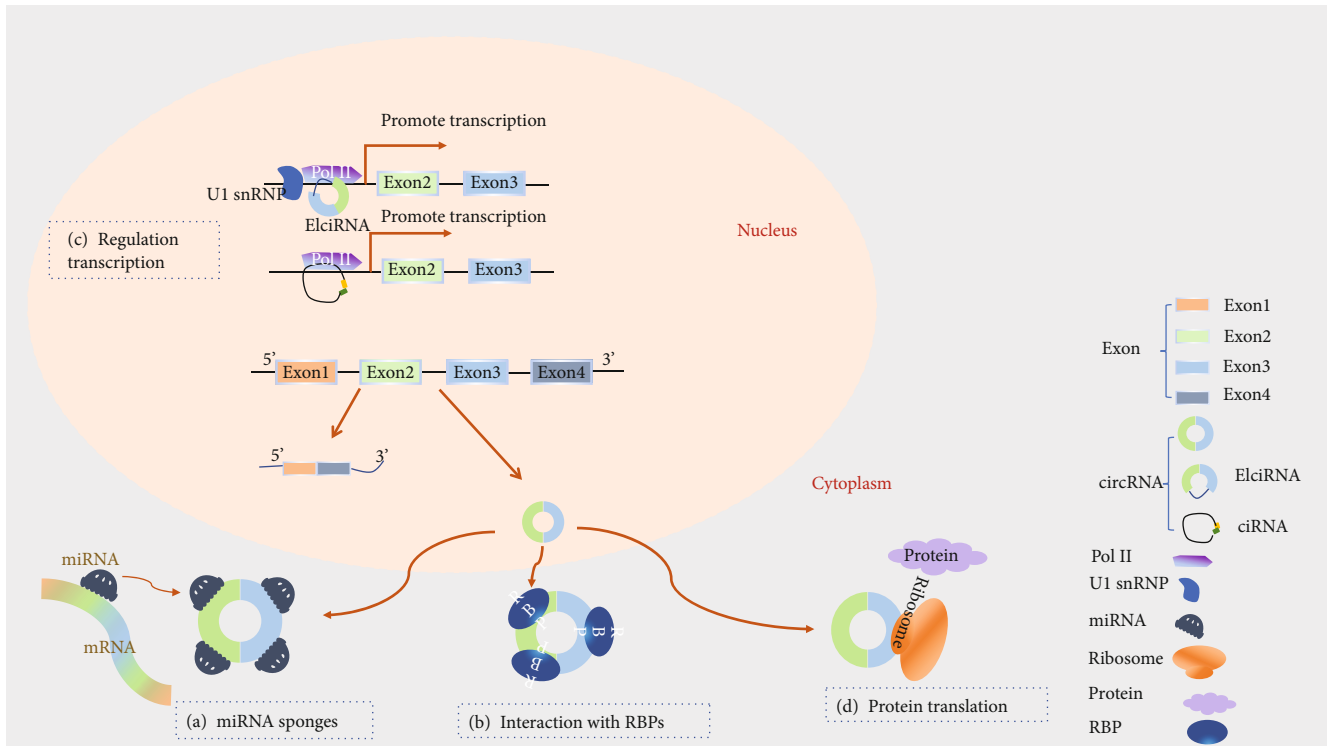 Promote transcription
Pol II
Exon2
Exon3
U1 snRNP
ElciRNA
Promote transcription
Nucleus
(c) Regulation
transcription
Pol II
Exon2
Exon3
5’
3’
Exon1
Exon2
Exon3
Exon4
5’
3’
Cytoplasm
miRNA
mRNA
RBP
RBP
RBP
Protein
Ribosome
(a) miRNA sponges
(b) Interaction with RBPs
(d) Protein translation
Exon
Exon1
Exon2
Exon3
Exon4
circRNA
ElciRNA
ciRNA
Pol II
U1 snRNP
miRNA
Ribosome
Protein
RBP